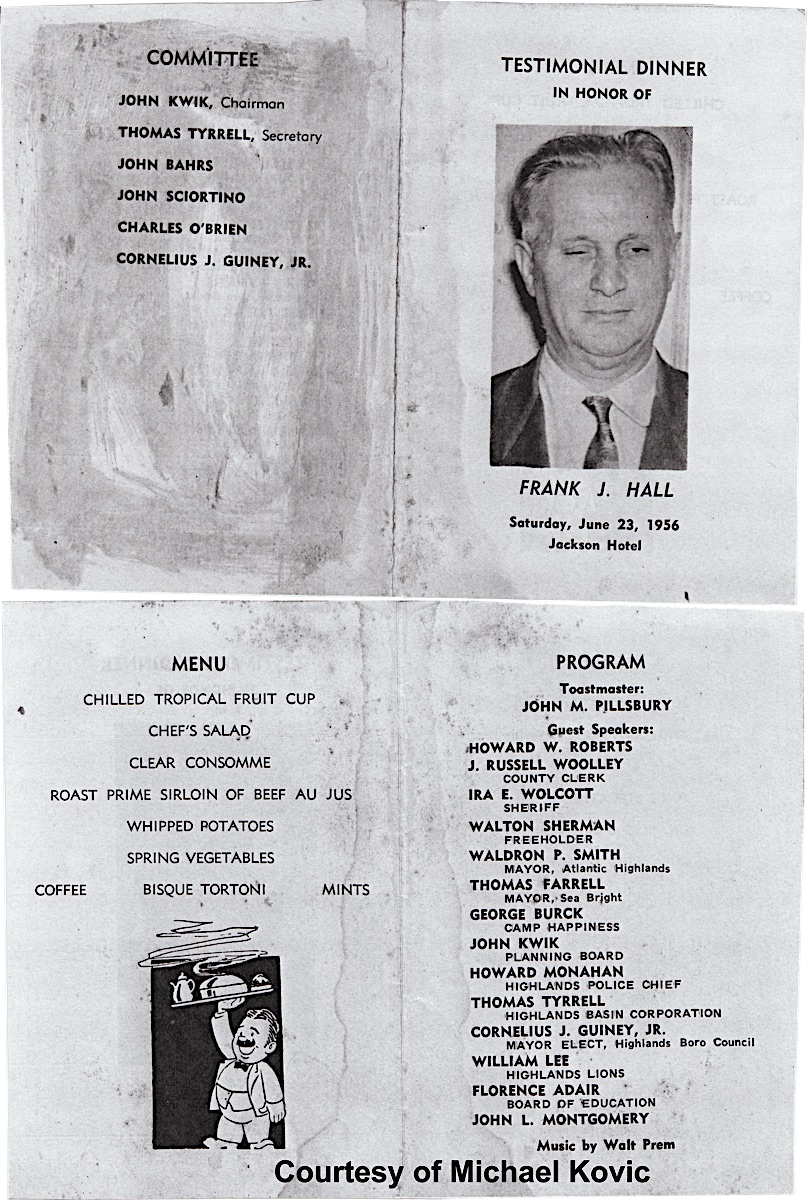 COMMITTEE
JOHN KWIK, Chairman
THOMAS TYRRELL, Secretary
JOHN BAHRS
JOHN SCIORTINO
CHARLES O'BRIEN
CORNELIUS J. GUINEY, JR.
TESTIMONIAL DINNER
IN HONOR OF
FRANK J. HALL
Saturday, June 23, 1956
Jackson Hotel
MENU
CHILLED TROPICAL FRUIT CUP
CHEF'S SALAD
CLEAR CONSOMME
ROAST PRIME SIRLOIN OF BEEF AU JUS
WHIPPED POTATOES
SPRING VEGETABLES
COFFEE BISQUE TORTONI MINTS
PROGRAM
Toastmaster:
JOHN M. PILLSBURY
Guest Speakers:
HOWARD W. ROBERTS
J. RUSSELL WOOLLEY
COUNTY CLERK
IRA E. WOLCOTT
SHERIFF
WALTON SHERMAN
FREEHOLDER
WALDRON P. SMITH
MAYOR, Atlantic Highlands
THOMAS FARRELL
MAYOR, Sea Bright
GEORGE BURCK
CAMP HAPPINESS
JOHN KWIK
PLANNING BOARD
HOWARD MONAHAN
HIGHLANDS POLICE CHIEF
THOMAS TYRRELL
HIGHLANDS BASIN CORPORATION
CORNELIUS J. GUINEY, JR.
MAYOR ELECT, Highlands Boro Council
WILLIAM LEE
HIGHLANDS LIONS
FLORENCE ADAIR
BOARD OF EDUCATION
JOHN L. MONTGOMERY
Music by Walt Prem
Courtesy of Michael Kovic